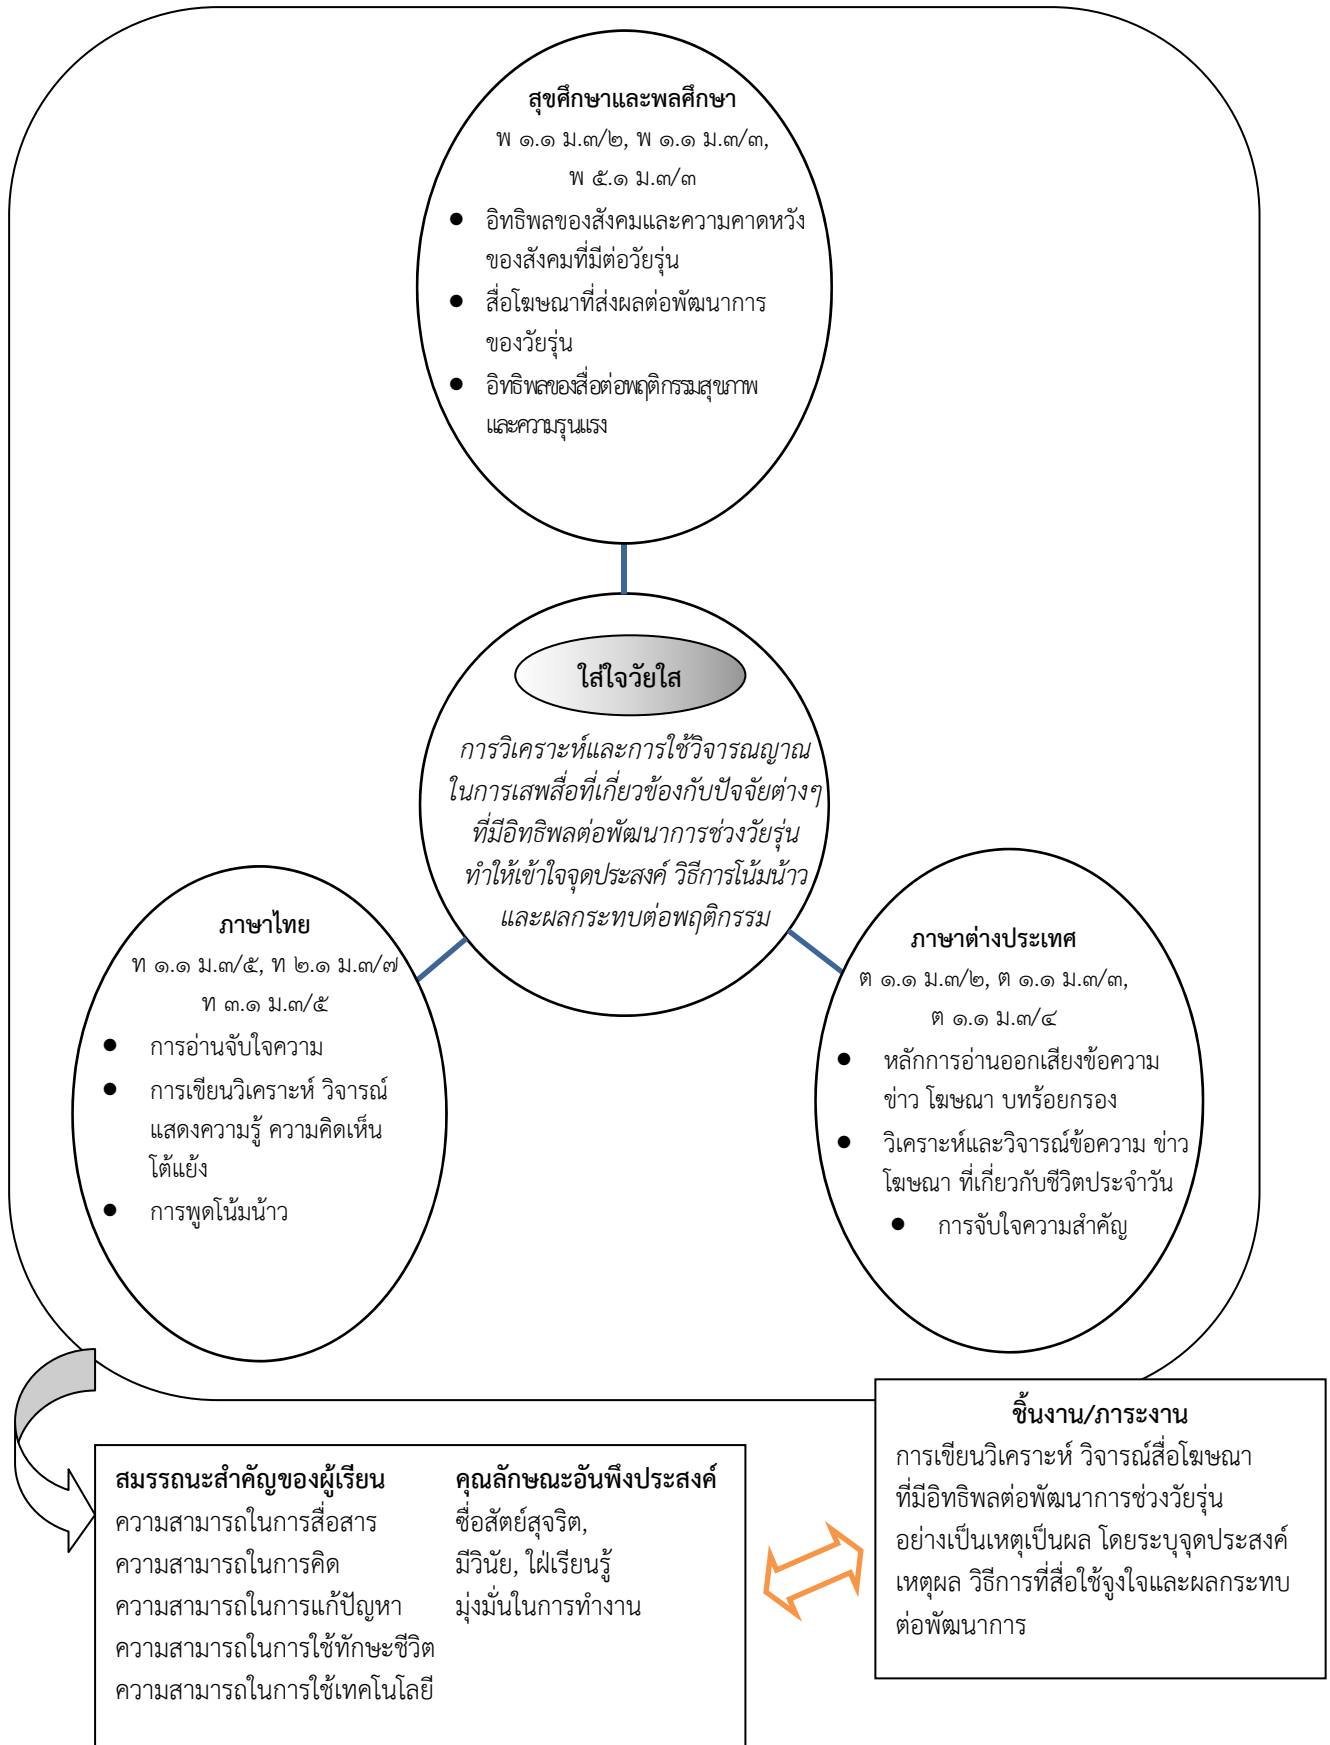 สุขศึกษาและพลศึกษา
พ ๑.๑ ม.๓/๒, พ ๑.๑ ม.๓/๓,
พ ๕.๑ ม.๓/๓
● อิทธิพลของสังคมและความคาดหวัง
ของสังคมที่มีต่อวัยรุ่น
● สื่อโฆษณาที่ส่งผลต่อพัฒนาการ
ของวัยรุ่น
● อิทธิพลของสื่อต่อพฤติกรรมสุขภาพ
และความรุนแรง
ใส่ใจวัยใส
การวิเคราะห์และการใช้วิจารณญาณ
ในการเสพสื่อที่เกี่ยวข้องกับปัจจัยต่างๆ
ที่มีอิทธิพลต่อพัฒนาการช่วงวัยรุ่น
ทำให้เข้าใจจุดประสงค์ วิธีการโน้มน้าว
และผลกระทบต่อพฤติกรรม
ภาษาไทย
ท ๑.๑ ม.๓/๕, ท ๒.๑ ม.๓/๗
ท ๓.๑ ม.๓/๕
● การอ่านจับใจความ
● การเขียนวิเคราะห์ วิจารณ์
แสดงความรู้ ความคิดเห็น
โต้แย้ง
● การพูดโน้มน้าว
ภาษาต่างประเทศ
ต ๑.๑ ม.๓/๒, ต ๑.๑ ม.๓/๓,
ต ๑.๑ ม.๓/๔
● หลักการอ่านออกเสียงข้อความ
ข่าว โฆษณา บทร้อยกรอง
● วิเคราะห์และวิจารณ์ข้อความ ข่าว
โฆษณา ที่เกี่ยวกับชีวิตประจำวัน
● การจับใจความสำคัญ
สมรรถนะสำคัญของผู้เรียน
ความสามารถในการสื่อสาร
ความสามารถในการคิด
ความสามารถในการแก้ปัญหา
ความสามารถในการใช้ทักษะชีวิต
ความสามารถในการใช้เทคโนโลยี
คุณลักษณะอันพึงประสงค์
ซื่อสัตย์สุจริต,
มีวินัย, ใฝ่เรียนรู้
มุ่งมั่นในการทำงาน
ชิ้นงาน/ภาระงาน
การเขียนวิเคราะห์ วิจารณ์สื่อโฆษณา
ที่มีอิทธิพลต่อพัฒนาการช่วงวัยรุ่น
อย่างเป็นเหตุเป็นผล โดยระบุจุดประสงค์
เหตุผล วิธีการที่สื่อใช้จูงใจและผลกระทบ
ต่อพัฒนาการ